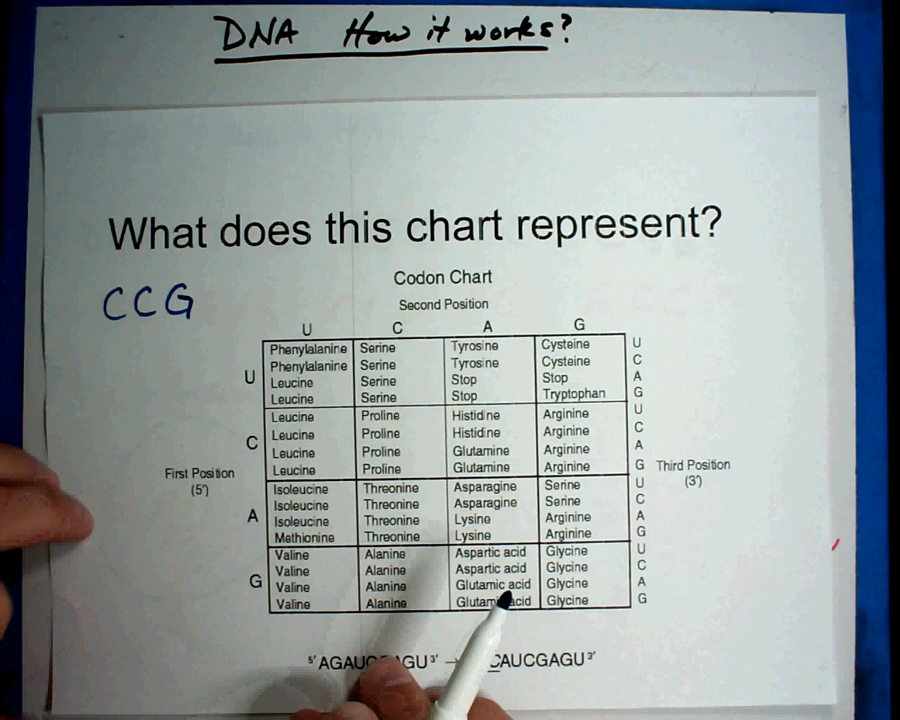 DNA How it works?
What does this chart represent?
CCG
Codon Chart
Second Position
U C A G
Phenylalanine Serine Tyrosine Cysteine U
Phenylalanine Serine Tyrosine Cysteine C
U Leucine Serine Stop Stop A
Leucine Serine Stop Tryptophan G
Leucine Proline Histidine Arginine U
Leucine Proline Histidine Arginine C
C Leucine Proline Glutamine Arginine A
Leucine Proline Glutamine Arginine G
First Position
(5')
Third Position
(3')
Isoleucine Threonine Asparagine Serine U
Isoleucine Threonine Asparagine Serine C
A Isoleucine Threonine Lysine Arginine A
Methionine Threonine Lysine Arginine G
Valine Alanine Aspartic acid Glycine U
Valine Alanine Aspartic acid Glycine C
G Valine Alanine Glutamic acid Glycine A
Valine Alanine Glutamic acid Glycine G
5' 3' → CAUCGAGU 3'